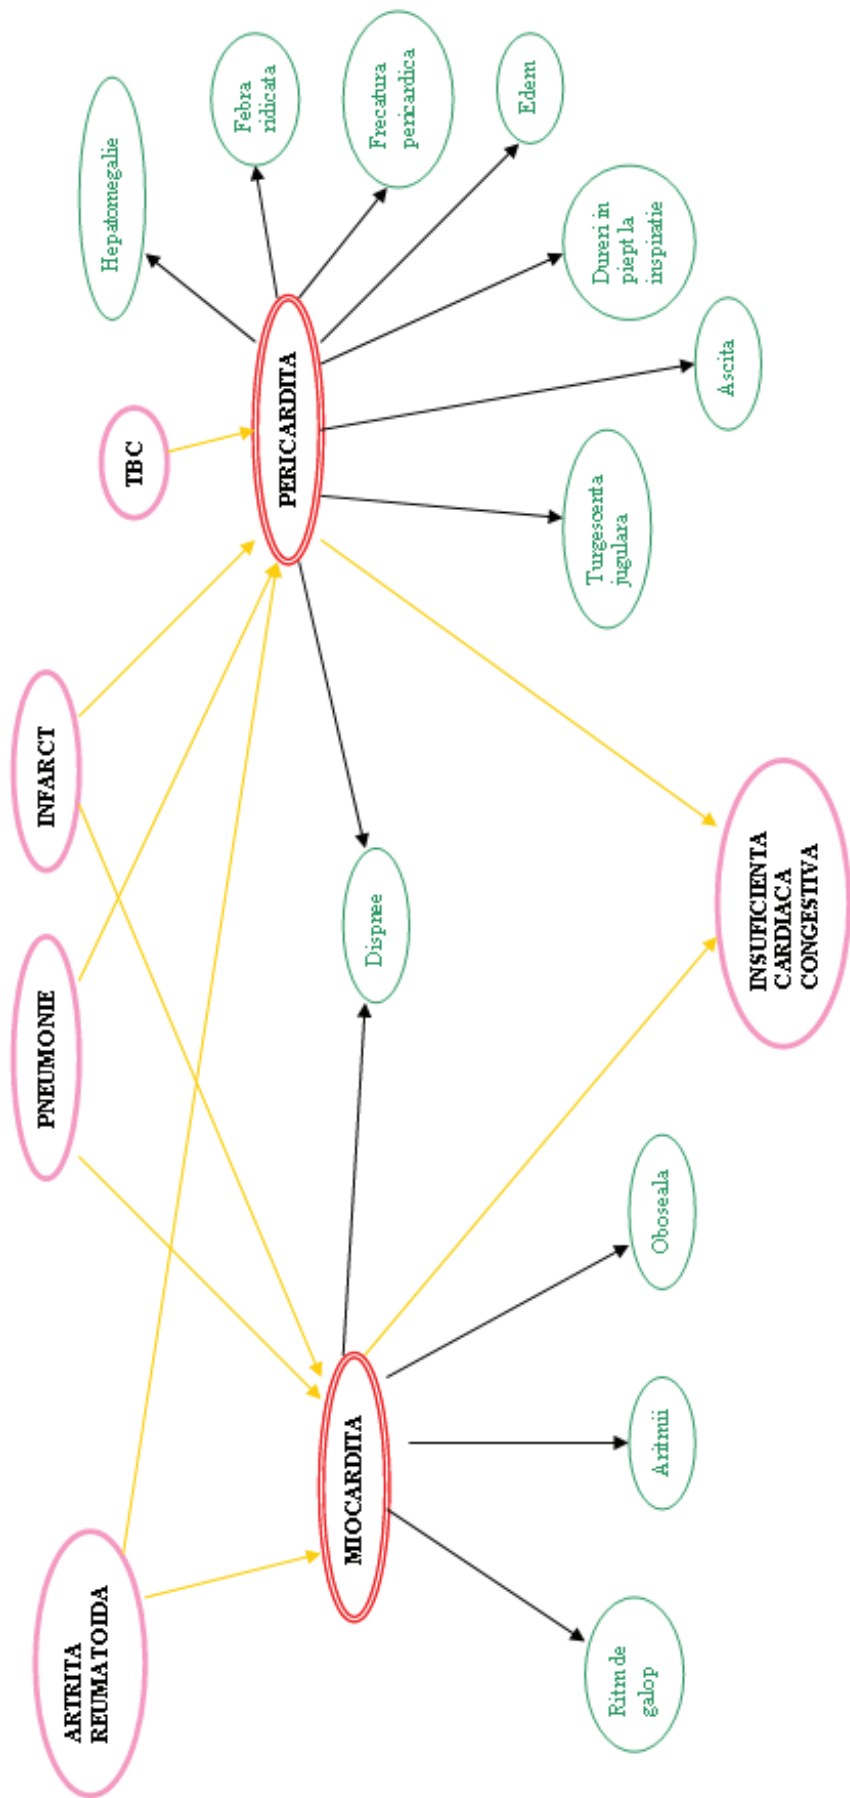 ARTRITA
REUMATOIDA
PNEUMONIE
INFARCT
TBC
Hepatomegalie
Febra
ridicata
Frecatura
pericardica
Edem
PERICARDITA
MIOCARDITA
Dispnee
Dureri in
piept la
inspiratie
Ascita
Turgescenta
jugulara
Ritm de
galop
Aritmii
Oboseala
INSUFICIENTA
CARDIACA
CONGESTIVA